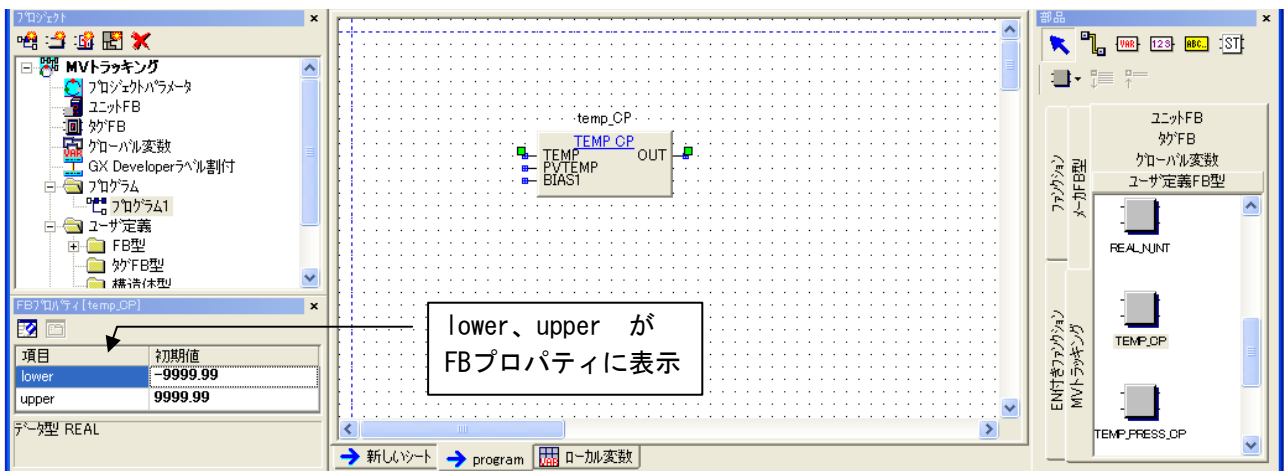 プロジェクト
MVトラッキング
プロジェクトパラメータ
ユニットFB
タグFB
グローバル変数
GX Developerラベル割付
プログラム
プログラム1
ユーザ定義
FB型
タグFB型
構造体型
FBプロパティ[temp_CP]
項目 初期値
lower -9999.99
upper 9999.99
データ型 REAL
temp_CP
TEMP_CP
TEMP OUT
PVTEMP
BIAS1
lower、upper が
FBプロパティに表示
新しいシート program VAR ローカル変数
部品
VAR 123 ABC.. ST
ファンクション
メーカFB型
EN付きファンクション
MVトラッキング
ユニットFB
タグFB
グローバル変数
ユーザ定義FB型
REAL_N_INT
TEMP_CP
TEMP_PRESS_CP